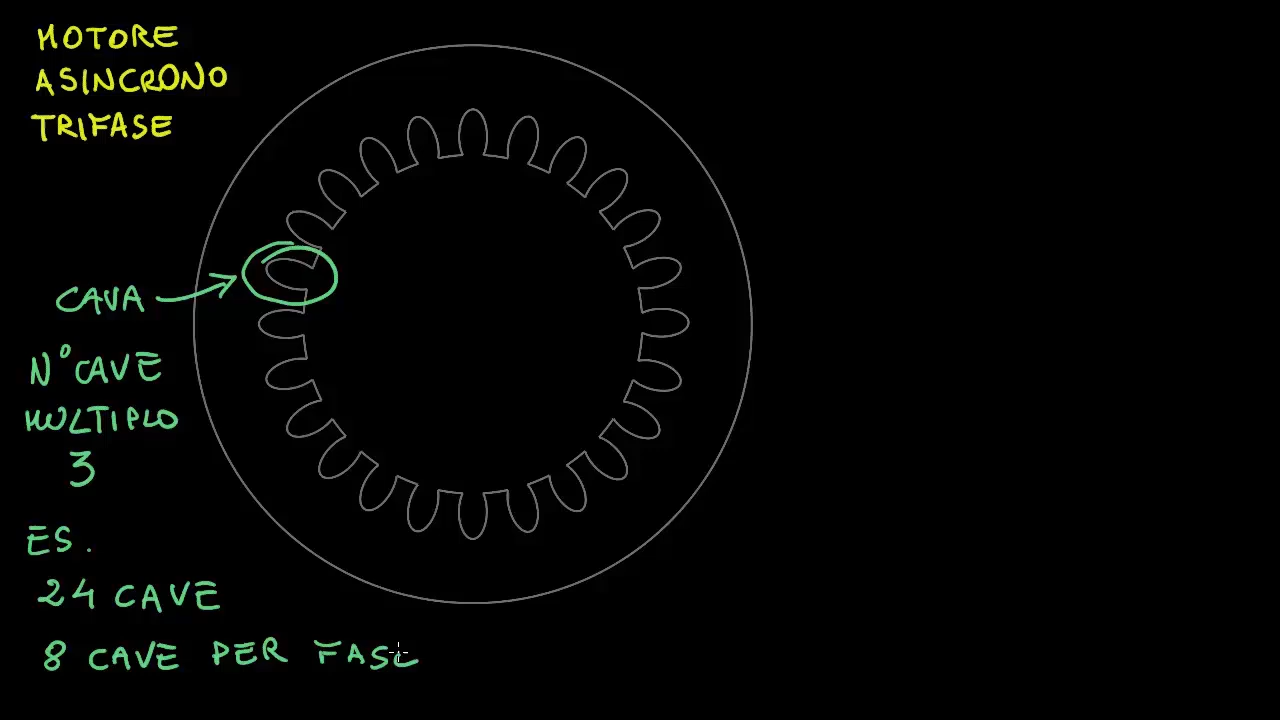 MOTORE
ASINCRONO
TRIFASE
CAVA
N° CAVE
MULTIPLO
3
ES.
24 CAVE
8 CAVE PER FASE